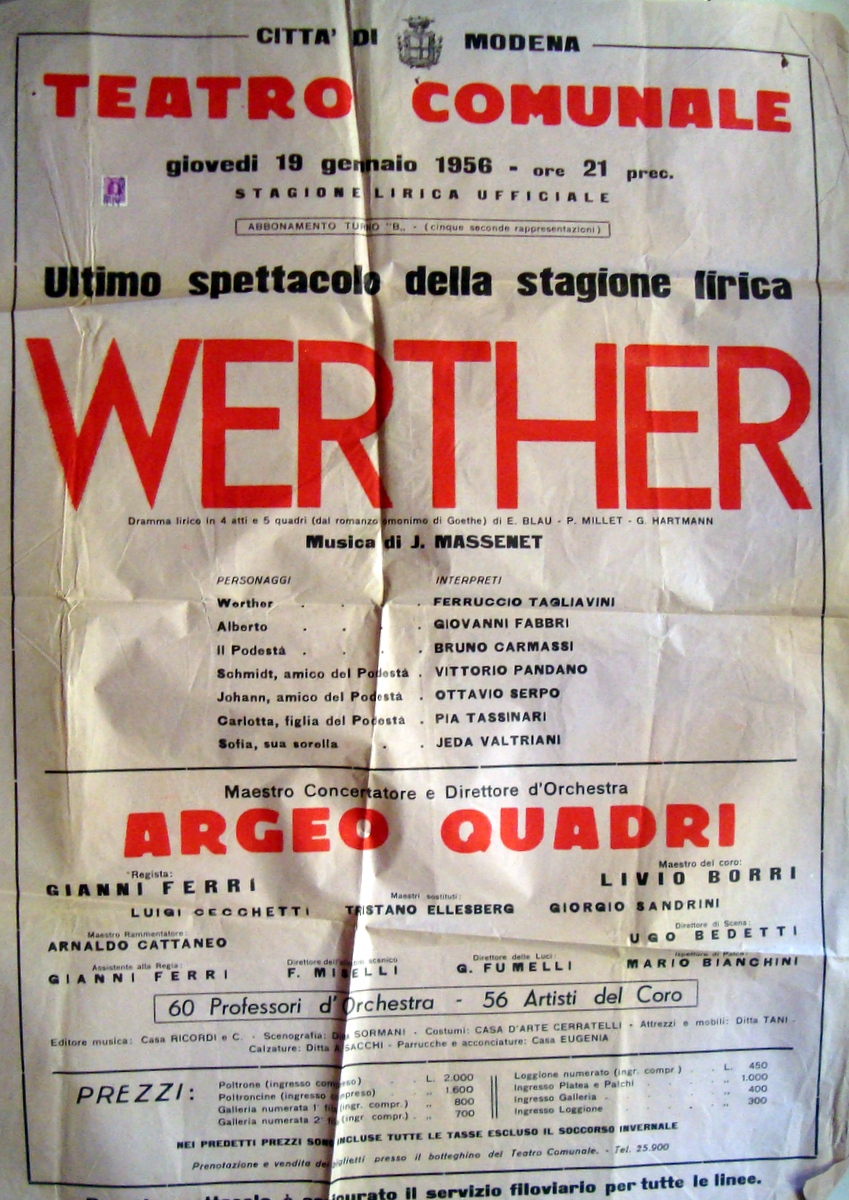 CITTA' DI MODENA
TEATRO COMUNALE
giovedi 19 gennaio 1956 - ore 21 prec.
STAGIONE LIRICA UFFICIALE
ABBONAMENTO TURNO "B„ - (cinque seconde rappresentazioni)
Ultimo spettacolo della stagione lirica
WERTHER
Dramma lirico in 4 atti e 5 quadri (dal romanzo omonimo di Goethe) di E. BLAU - P. MILLET - G. HARTMANN
Musica di J. MASSENET
PERSONAGGI INTERPRETI
Werther . . . . FERRUCCIO TAGLIAVINI
Alberto . . . . GIOVANNI FABBRI
Il Podestà . . . . BRUNO CARMASSI
Schmidt, amico del Podestà . VITTORIO PANDANO
Johann, amico del Podestà . OTTAVIO SERPO
Carlotta, figlia del Podestà . PIA TASSINARI
Sofia, sua sorella . . JEDA VALTRIANI
Maestro Concertatore e Direttore d'Orchestra
ARGEO QUADRI
Regista: Maestro del coro:
GIANNI FERRI LIVIO BORRI
Maestri sostituti:
LUIGI CECCHETTI TRISTANO ELLESBERG GIORGIO SANDRINI
Maestro Rammentatore: Direttore di Scena:
ARNALDO CATTANEO UGO BEDETTI
Assistente alla Regia: Direttore scenico Direttore delle Luci: Ispettore di Palco:
GIANNI FERRI F. MISELLI G. FUMELLI MARIO BIANCHINI
60 Professori d'Orchestra - 56 Artisti del Coro
Editore musica: Casa RICORDI e C. - Scenografia: SORMANI - Costumi: CASA D'ARTE CERRATELLI - Attrezzi e mobili: Ditta TANI -
Calzature: Ditta SACCHI - Parrucche e acconciature: Casa EUGENIA
PREZZI:
Poltrone (ingresso compreso) . . L. 2.000
Poltroncine (ingresso compreso) . „ 1.600
Galleria numerata 1ª fila (ingr. compr.) . „ 800
Galleria numerata 2ª fila (ingr. compr.) . „ 700
Loggione numerato (ingr. compr.) . . L. 450
Ingresso Platea e Palchi . . . „ 1.000
Ingresso Galleria . . . . „ 400
Ingresso Loggione . . . . „ 300
NEI PREDETTI PREZZI SONO INCLUSE TUTTE LE TASSE ESCLUSO IL SOCCORSO INVERNALE
Prenotazione e vendita dei biglietti presso il botteghino del Teatro Comunale. - Tel. 25.900
è assicurato il servizio filoviario per tutte le linee.